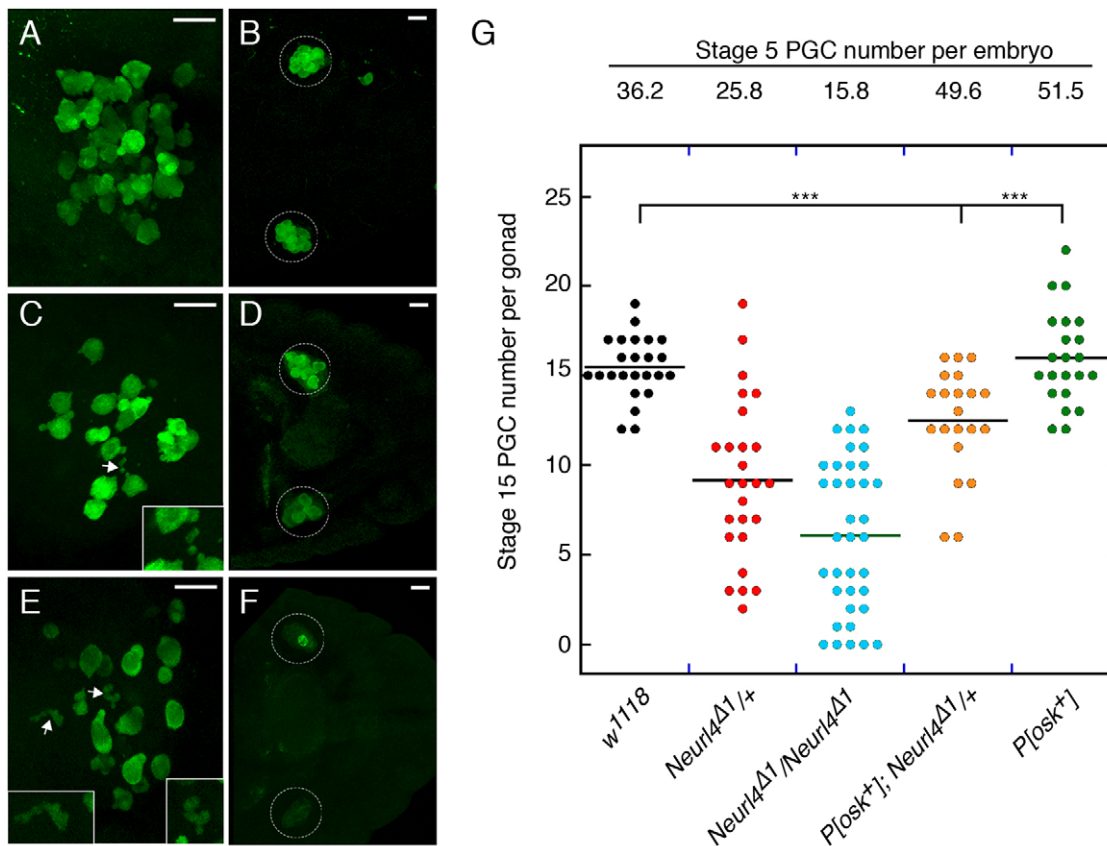 A
B
C
D
E
F
G
Stage 5 PGC number per embryo
36.2 25.8 15.8 49.6 51.5
Stage 15 PGC number per gonad
25
20
15
10
5
0
*** ***
w1118
Neurl4Δ1/+
Neurl4Δ1/Neurl4Δ1
P[osk+]; Neurl4Δ1/+
P[osk+]